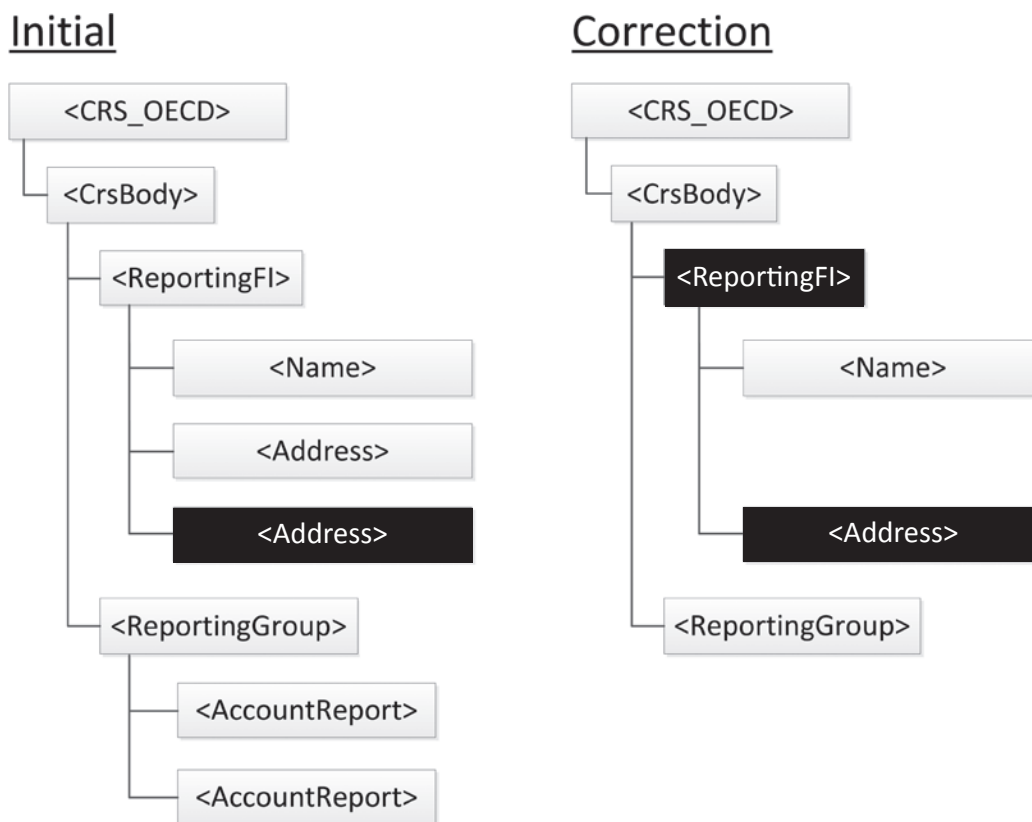 Initial
<CRS_OECD>
<CrsBody>
<ReportingFI>
<Name>
<Address>
<Address>
<ReportingGroup>
<AccountReport>
<AccountReport>
Correction
<CRS_OECD>
<CrsBody>
<ReportingFI>
<Name>
<Address>
<ReportingGroup>